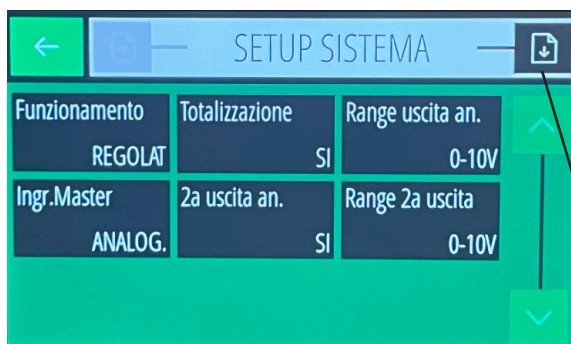 SETUP SISTEMA
Funzionamento
REGOLAT
Totalizzazione
SI
Range uscita an.
0-10V
Ingr.Master
ANALOG.
2a uscita an.
SI
Range 2a uscita
0-10V